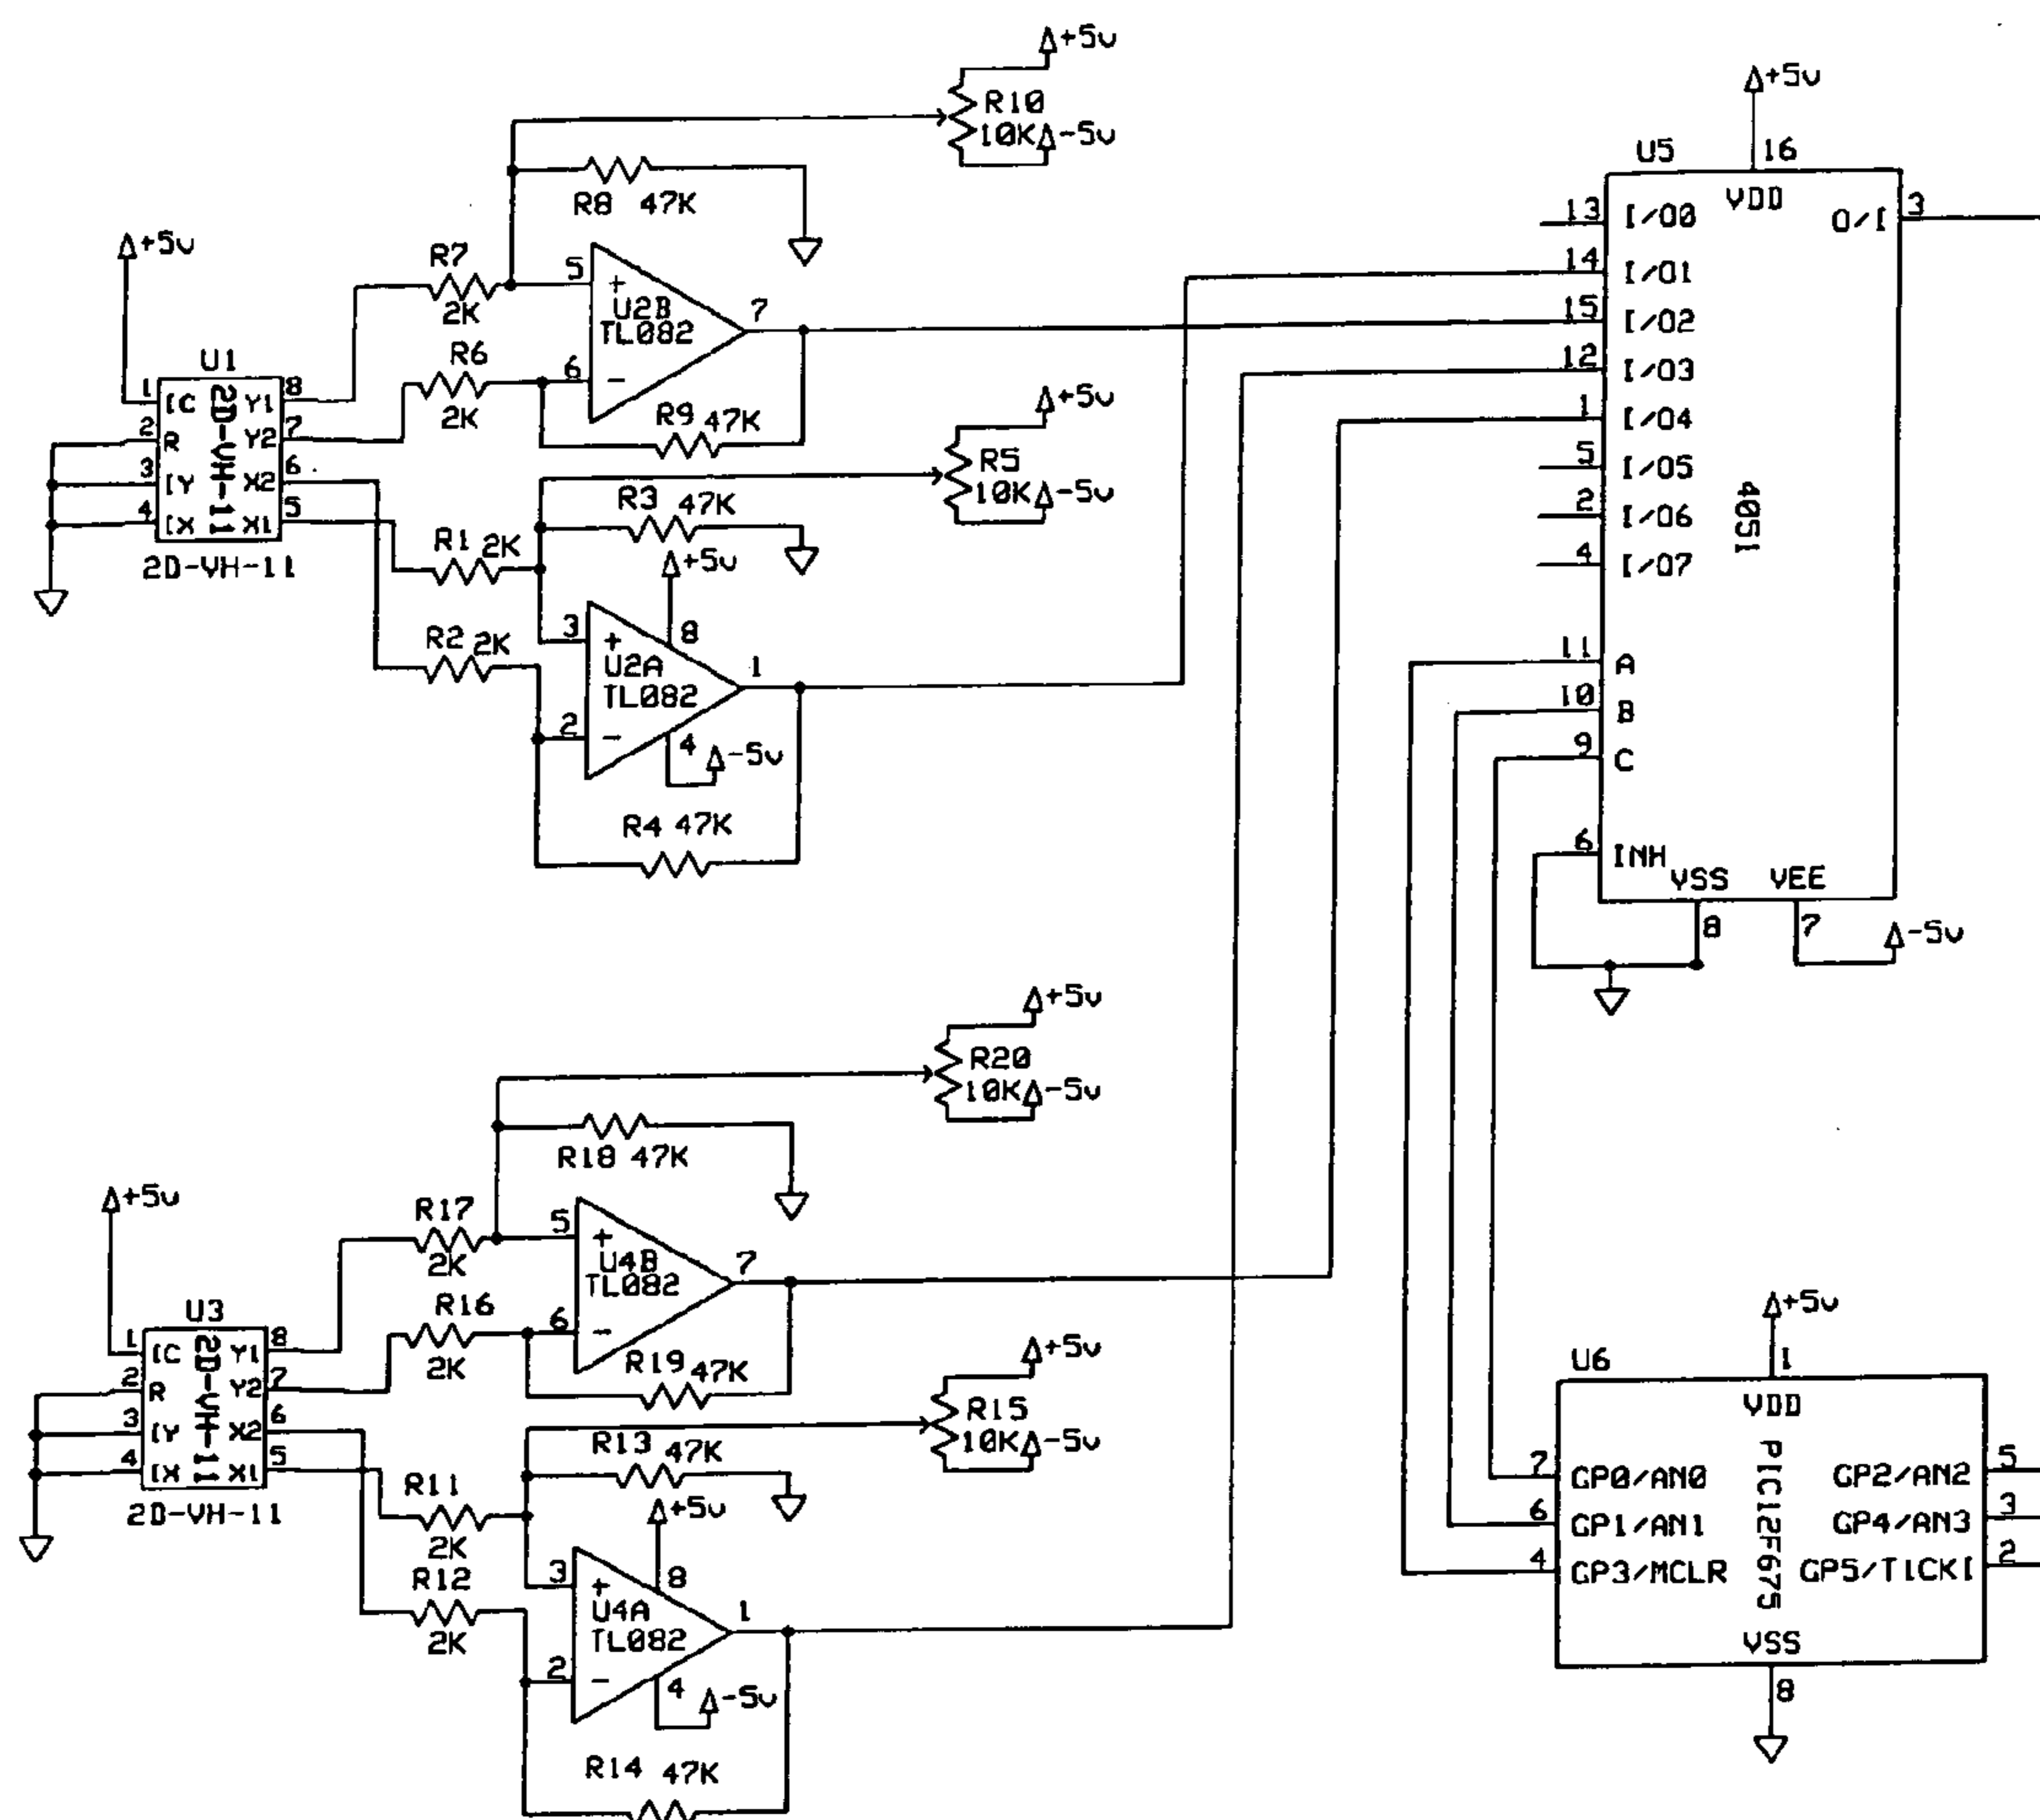 +5v
R10
10K
-5v
R8 47K
+5v
R7
2K
5
+
U2B
TL082
7
6
-
R6
2K
R9 47K
U1
1 IC
2 R
3 IY
4 IX
2D-VH-11
Y1 8
Y2 7
X2 6
X1 5
2D-VH-11
+5v
R5
10K
-5v
R3 47K
R1 2K
R2 2K
+5v
3
+
8
U2A
TL082
1
2
-
4
-5v
R4 47K
+5v
U5
16
VDD
13 I/O0
14 I/O1
15 I/O2
12 I/O3
1 I/O4
5 I/O5
2 I/O6
4 I/O7
O/I 3
4051
11 A
10 B
9 C
6 INH
VSS
VEE
8
7
-5v
+5v
R20
10K
-5v
R18 47K
+5v
R17
2K
5
+
U4B
TL082
7
6
-
R16
2K
R19 47K
U3
1 IC
2 R
3 IY
4 IX
2D-VH-11
Y1 8
Y2 7
X2 6
X1 5
2D-VH-11
+5v
R15
10K
-5v
R13 47K
R11
2K
R12
2K
+5v
3
+
8
U4A
TL082
1
2
-
4
-5v
R14 47K
+5v
U6
1
VDD
7 GP0/AN0
6 GP1/AN1
4 GP3/MCLR
PIC12F675
GP2/AN2 5
GP4/AN3 3
GP5/T1CKI 2
VSS
8